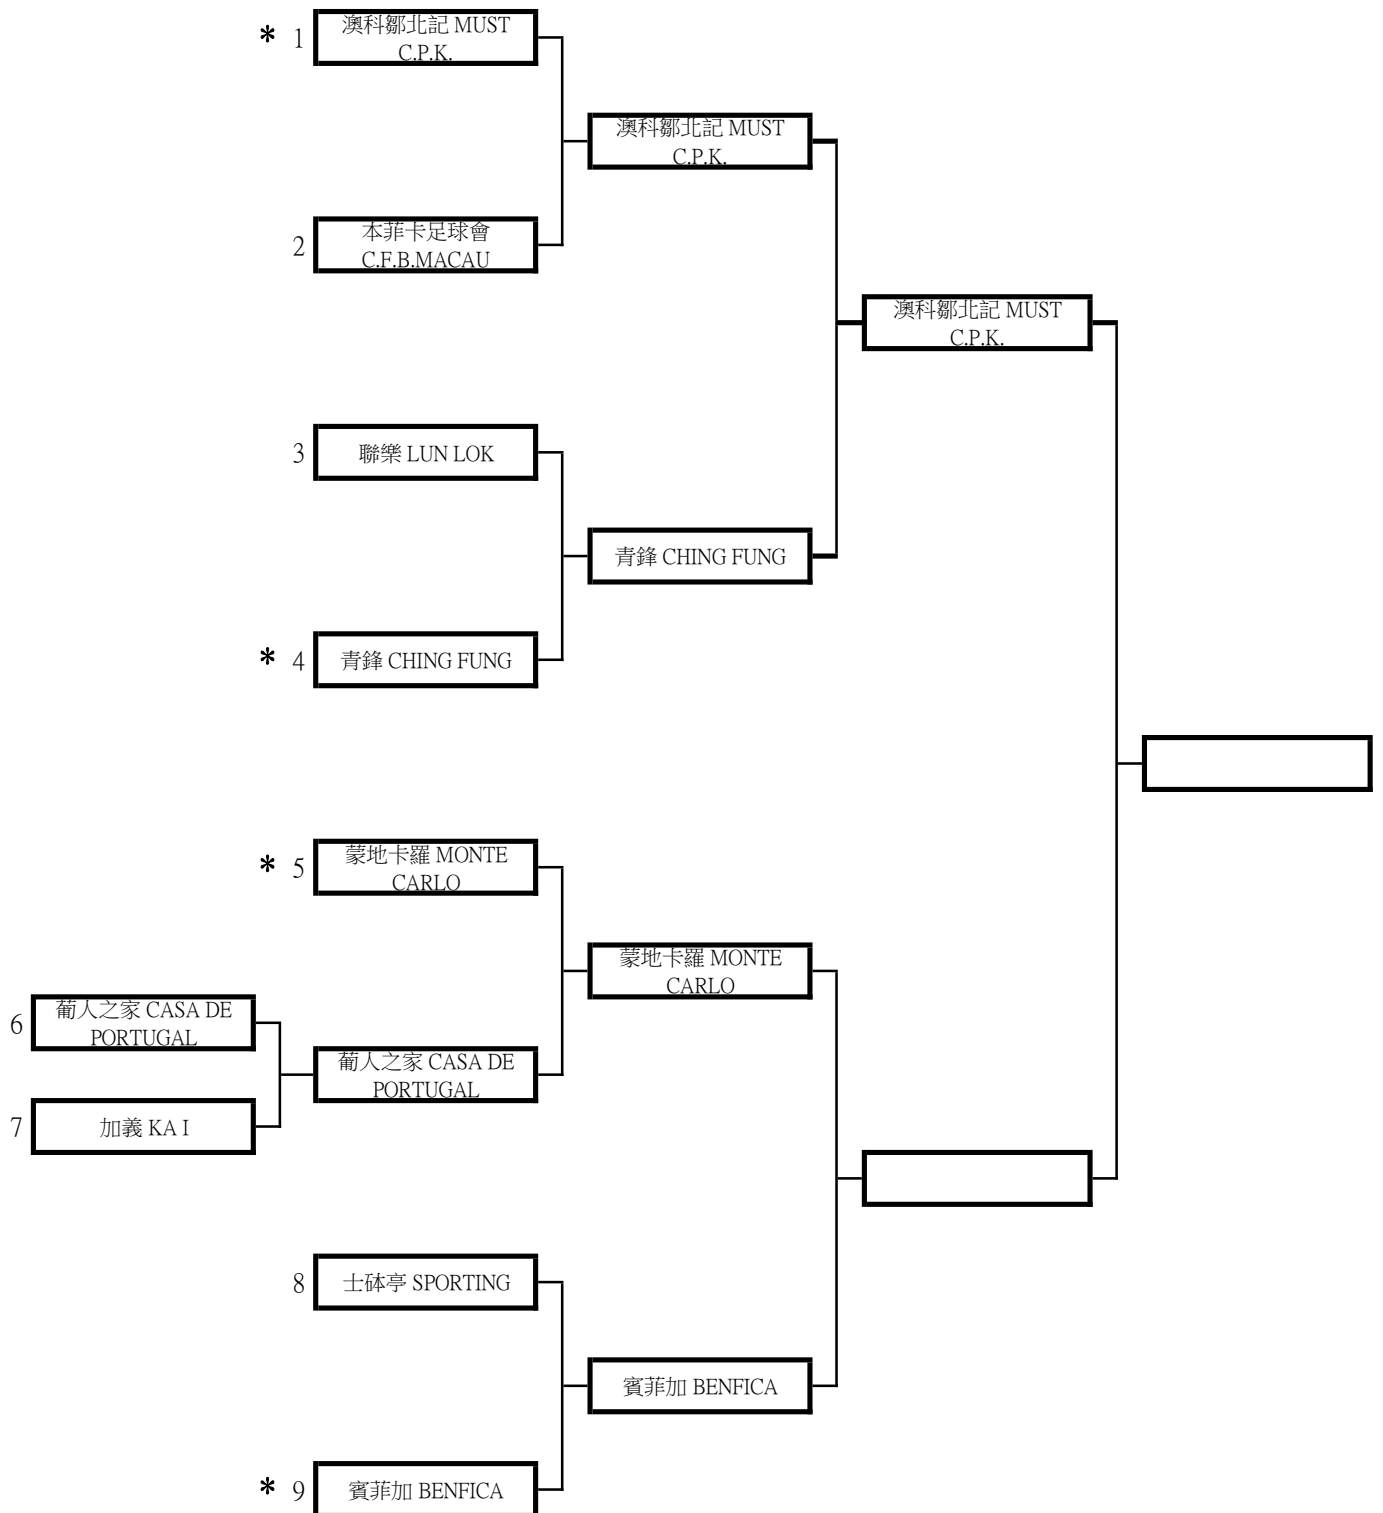 * 1 澳科鄒北記 MUST
C.P.K.
澳科鄒北記 MUST
C.P.K.
2 本菲卡足球會
C.F.B.MACAU
澳科鄒北記 MUST
C.P.K.
3 聯樂 LUN LOK
青鋒 CHING FUNG
* 4 青鋒 CHING FUNG
* 5 蒙地卡羅 MONTE
CARLO
蒙地卡羅 MONTE
CARLO
6 葡人之家 CASA DE
PORTUGAL
葡人之家 CASA DE
PORTUGAL
7 加義 KA I
8 士砵亭 SPORTING
賓菲加 BENFICA
* 9 賓菲加 BENFICA